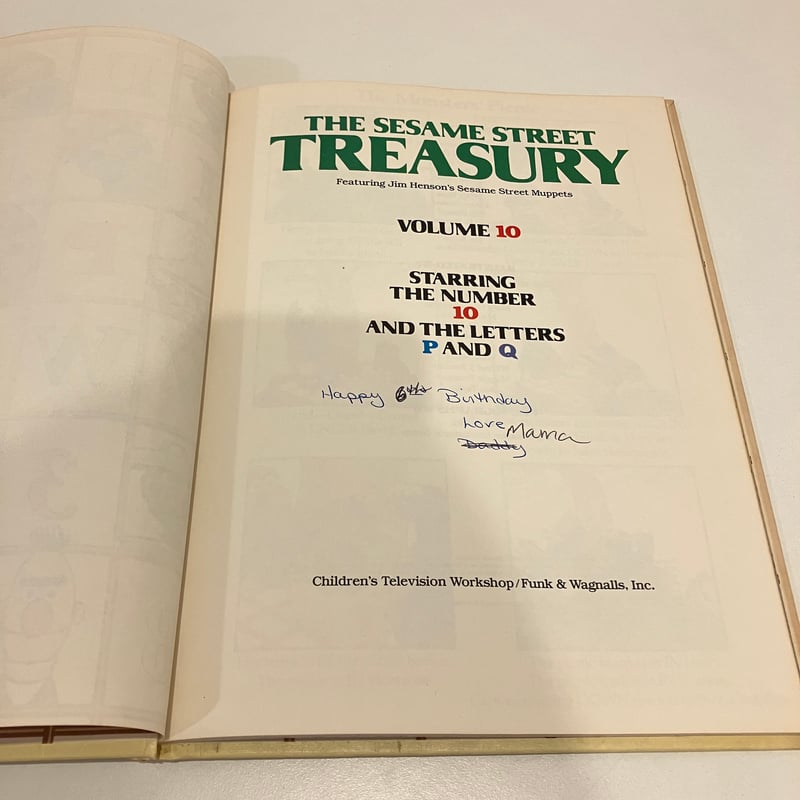 THE SESAME STREET
TREASURY
Featuring Jim Henson's Sesame Street Muppets
VOLUME 10
STARRING
THE NUMBER
10
AND THE LETTERS
P AND Q
Happy 6th Birthday
Love Mama
Daddy
Children's Television Workshop/Funk & Wagnalls, Inc.